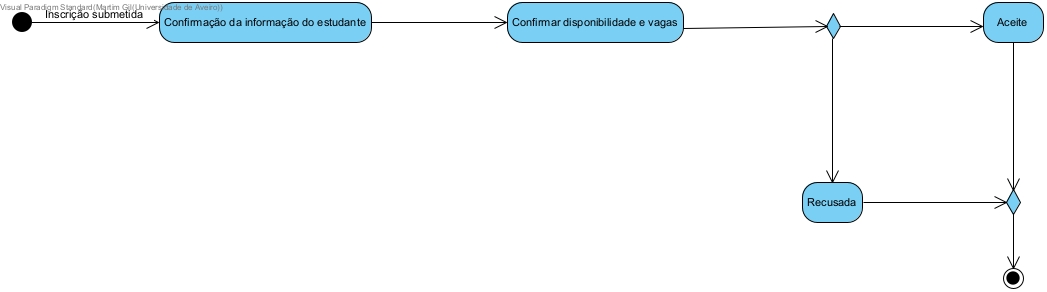 Visual Paradigm Standard(Martim Gil(Universidade de Aveiro))
Inscrição submetida
Confirmação da informação do estudante
Confirmar disponibilidade e vagas
Aceite
Recusada